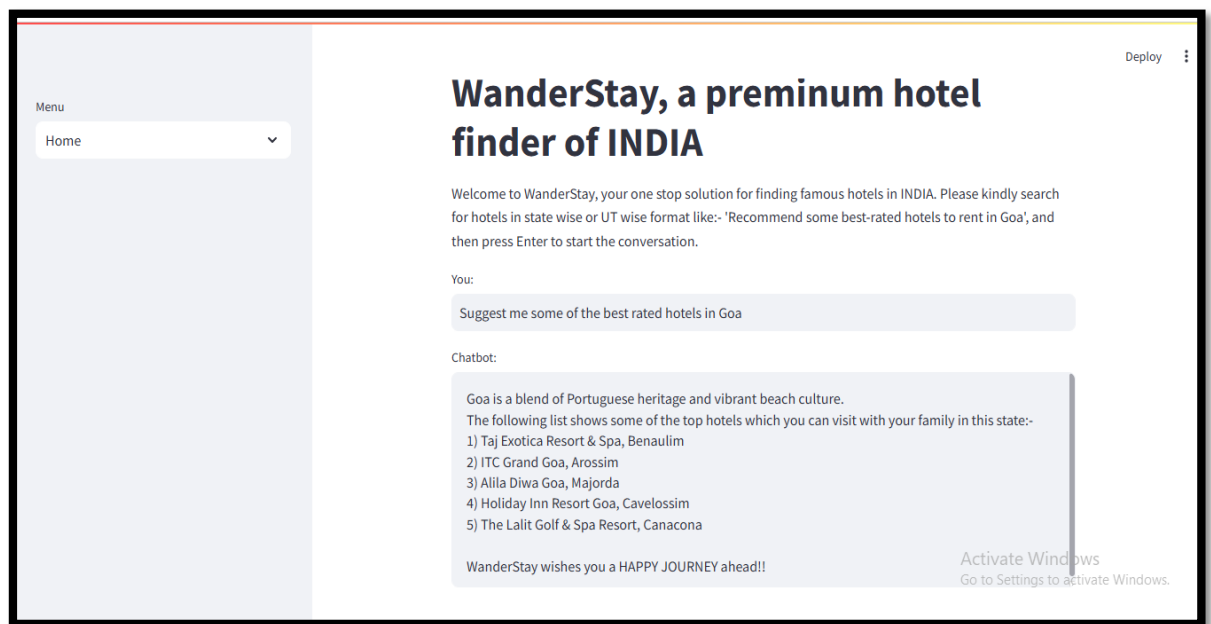 Deploy
Menu
Home
WanderStay, a preminum hotel
finder of INDIA
Welcome to WanderStay, your one stop solution for finding famous hotels in INDIA. Please kindly search
for hotels in state wise or UT wise format like:- 'Recommend some best-rated hotels to rent in Goa', and
then press Enter to start the conversation.
You:
Suggest me some of the best rated hotels in Goa
Chatbot:
Goa is a blend of Portuguese heritage and vibrant beach culture.
The following list shows some of the top hotels which you can visit with your family in this state:-
1) Taj Exotica Resort & Spa, Benaulim
2) ITC Grand Goa, Arossim
3) Alila Diwa Goa, Majorda
4) Holiday Inn Resort Goa, Cavelossim
5) The Lalit Golf & Spa Resort, Canacona
WanderStay wishes you a HAPPY JOURNEY ahead!!
Activate Windows
Go to Settings to activate Windows.